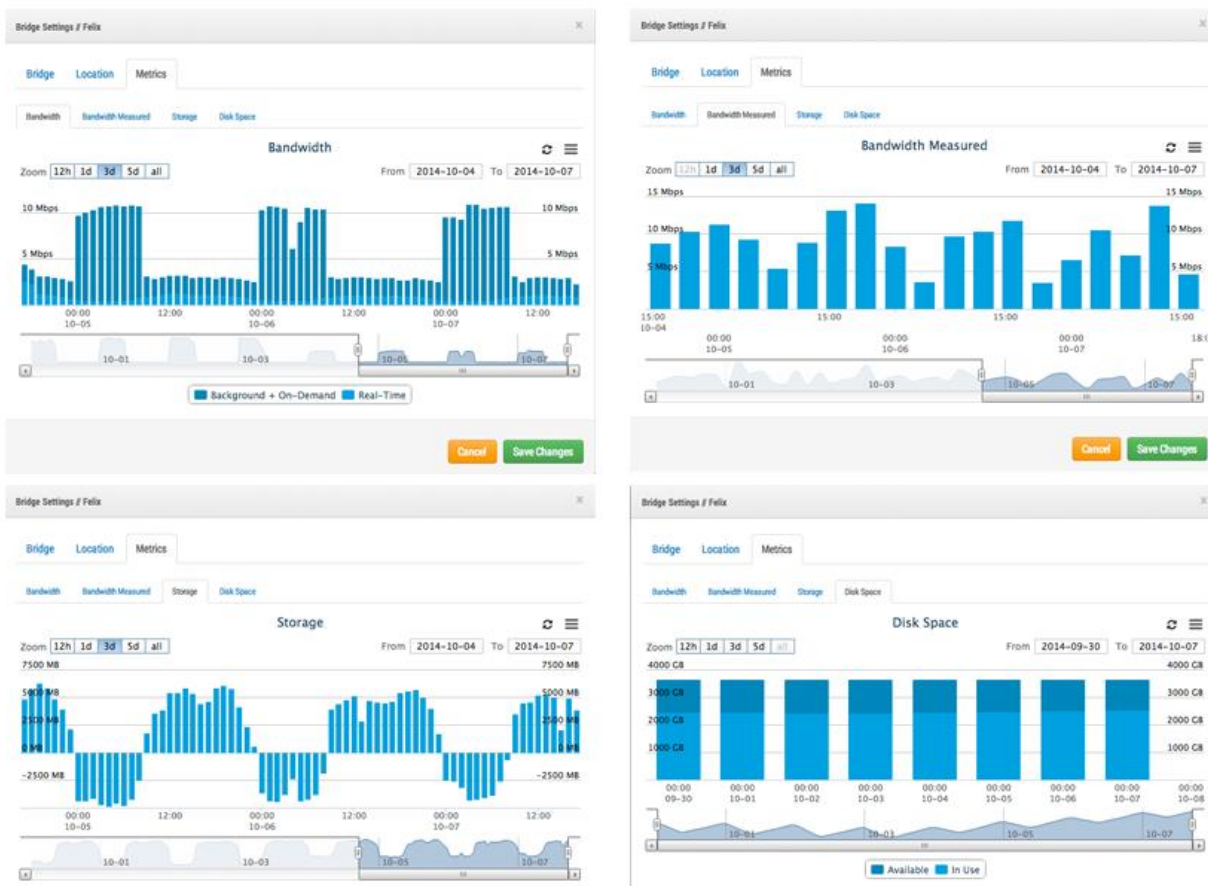 Bridge Settings // Felix ×
Bridge Location Metrics
Bandwidth Bandwidth Measured Storage Disk Space
Bandwidth
Zoom 12h 1d 3d 5d all From 2014-10-04 To 2014-10-07
10 Mbps 10 Mbps
5 Mbps 5 Mbps
00:00 12:00 00:00 12:00 00:00 12:00
10-05 10-06 10-07
10-01 10-03 10-05 10-07
Background + On-Demand Real-Time
Cancel Save Changes
Bridge Settings // Felix ×
Bridge Location Metrics
Bandwidth Bandwidth Measured Storage Disk Space
Bandwidth Measured
Zoom 12h 1d 3d 5d all From 2014-10-04 To 2014-10-07
15 Mbps 15 Mbps
10 Mbps 10 Mbps
5 Mbps 5 Mbps
15:00 15:00 15:00 15:00
10-04
00:00 00:00 00:00 18:0
10-05 10-06 10-07
10-01 10-03 10-05 10-07
Cancel Save Changes
Bridge Settings // Felix ×
Bridge Location Metrics
Bandwidth Bandwidth Measured Storage Disk Space
Storage
Zoom 12h 1d 3d 5d all From 2014-10-04 To 2014-10-07
7500 MB 7500 MB
5000 MB 5000 MB
2500 MB 2500 MB
0 MB 0 MB
-2500 MB -2500 MB
00:00 12:00 00:00 12:00 00:00 12:00
10-05 10-06 10-07
10-01 10-03 10-05 10-07
Bridge Settings // Felix ×
Bridge Location Metrics
Bandwidth Bandwidth Measured Storage Disk Space
Disk Space
Zoom 12h 1d 3d 5d all From 2014-09-30 To 2014-10-07
4000 GB 4000 GB
3000 GB 3000 GB
2000 GB 2000 GB
1000 GB 1000 GB
00:00 00:00 00:00 00:00 00:00 00:00 00:00 00:00 00:00
09-30 10-01 10-02 10-03 10-04 10-05 10-06 10-07 10-08
10-01 10-03 10-05 10-07
Available In Use